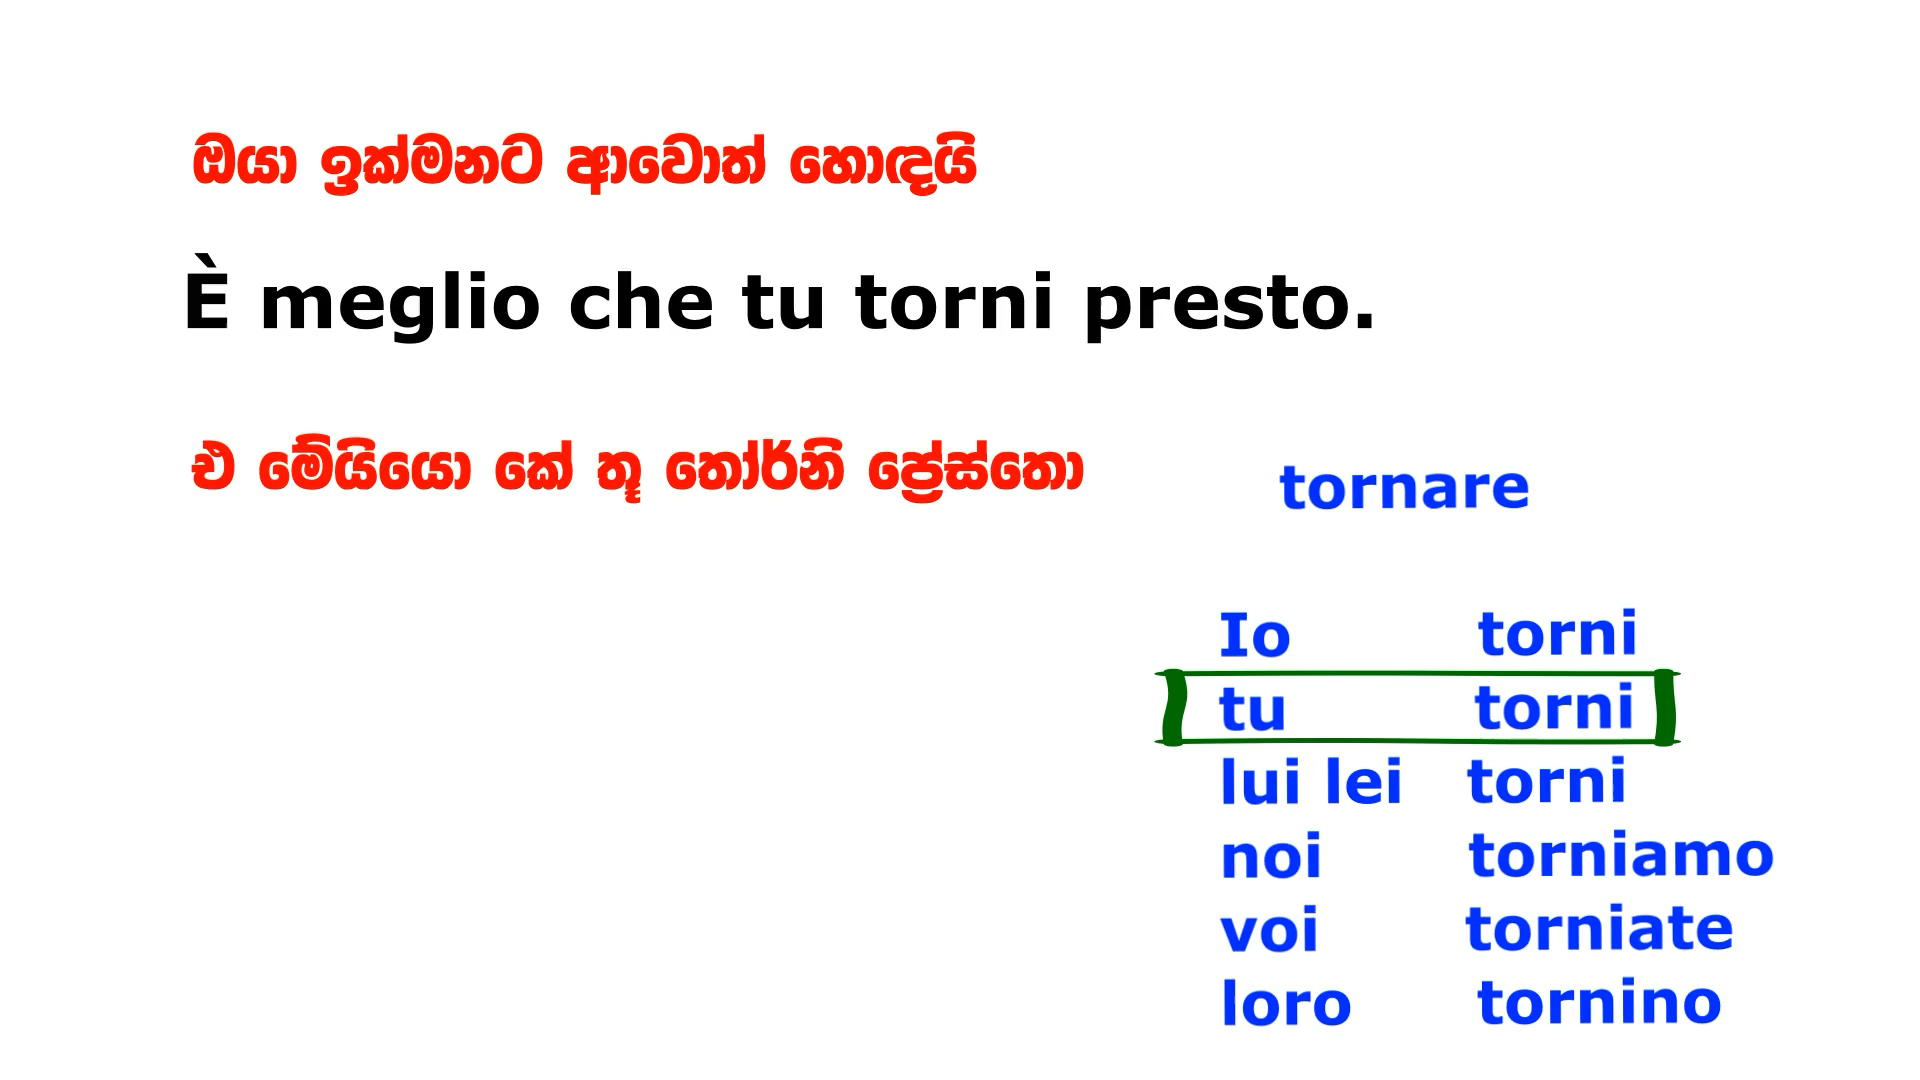 ඔයා ඉක්මනට ආවොත් හොඳයි
È meglio che tu torni presto.
එ මේයියො කේ තූ තෝර්නි ප්‍රේස්තො
tornare
Io torni
tu torni
lui lei torni
noi torniamo
voi torniate
loro tornino